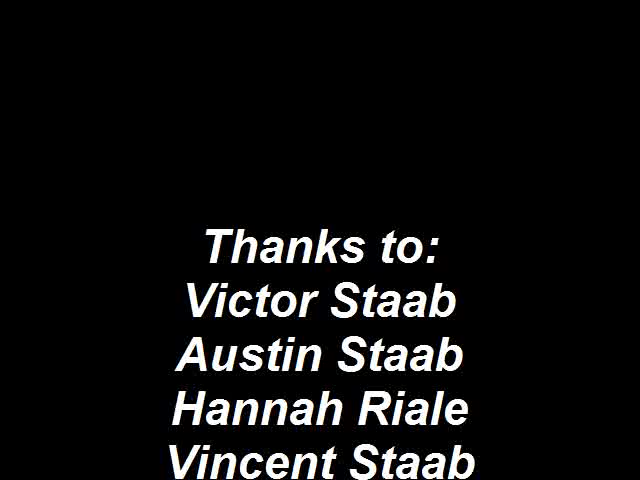 Thanks to:
Victor Staab
Austin Staab
Hannah Riale
Vincent Staab